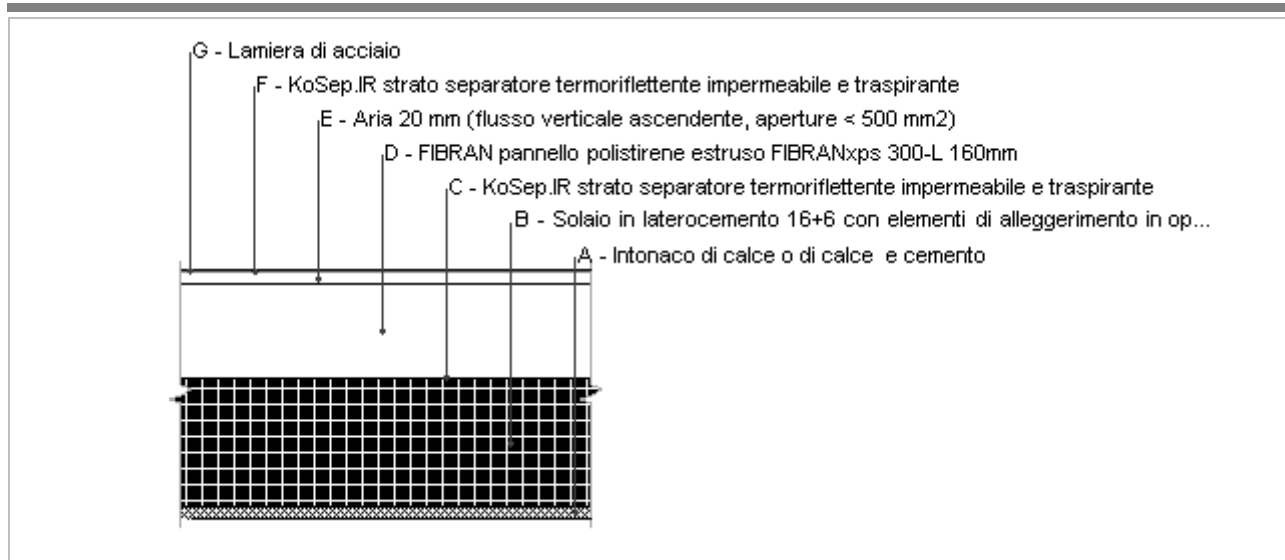 G - Lamiera di acciaio
F - KoSep.IR strato separatore termoriflettente impermeabile e traspirante
E - Aria 20 mm (flusso verticale ascendente, aperture < 500 mm2)
D - FIBRAN pannello polistirene estruso FIBRANxps 300-L 160mm
C - KoSep.IR strato separatore termoriflettente impermeabile e traspirante
B - Solaio in laterocemento 16+6 con elementi di alleggerimento in op...
A - Intonaco di calce o di calce e cemento